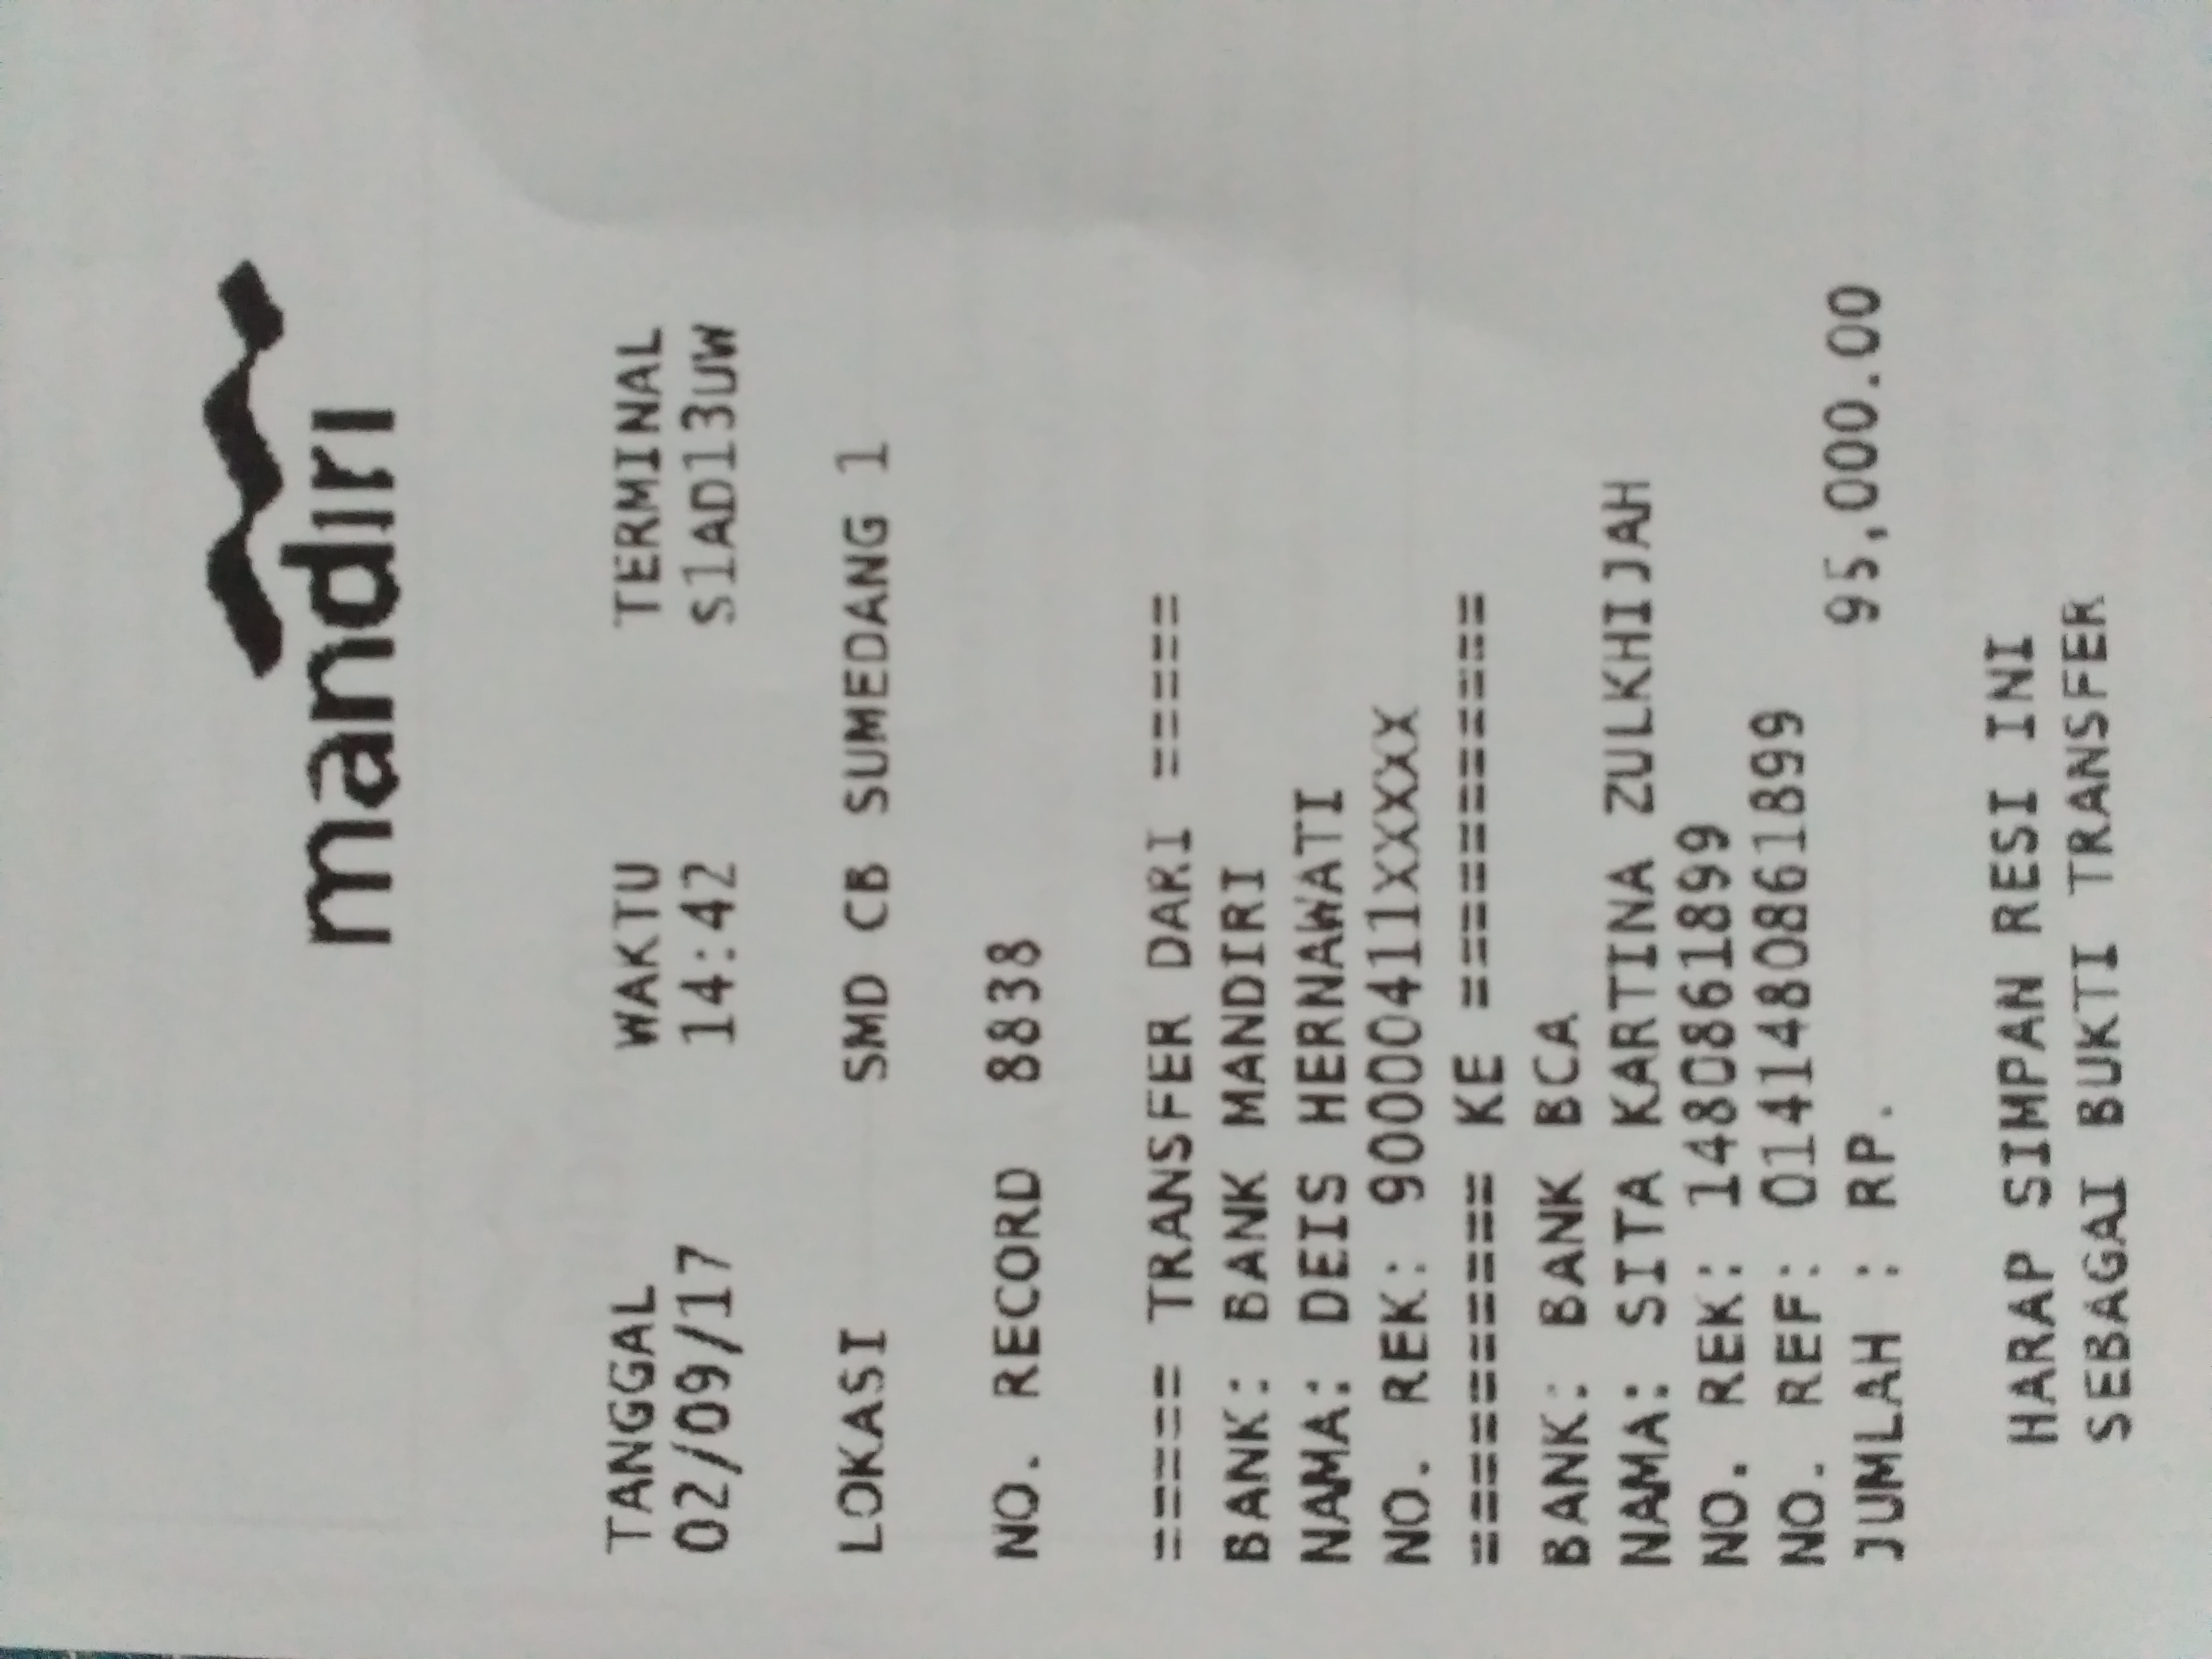 mandiri
TANGGAL WAKTU TERMINAL
02/09/17 14:42 S1AD13UW
LOKASI SMD CB SUMEDANG 1
NO. RECORD 8838
===== TRANSFER DARI =====
BANK: BANK MANDIRI
NAMA: DEIS HERNAWATI
NO. REK: 90000411XXXXX
========== KE ===========
BANK: BANK BCA
NAMA: SITA KARTINA ZULKHIJAH
NO. REK: 1480861899
NO. REF: 0141480861899
JUMLAH : RP. 95,000.00
HARAP SIMPAN RESI INI
SEBAGAI BUKTI TRANSFER